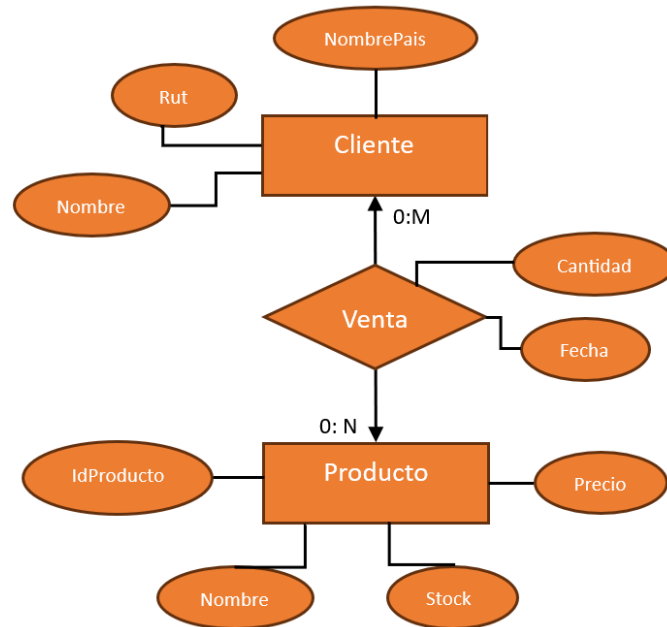 NombrePais
Rut
Cliente
Nombre
0:M
Cantidad
Venta
Fecha
0: N
IdProducto
Producto
Precio
Nombre
Stock